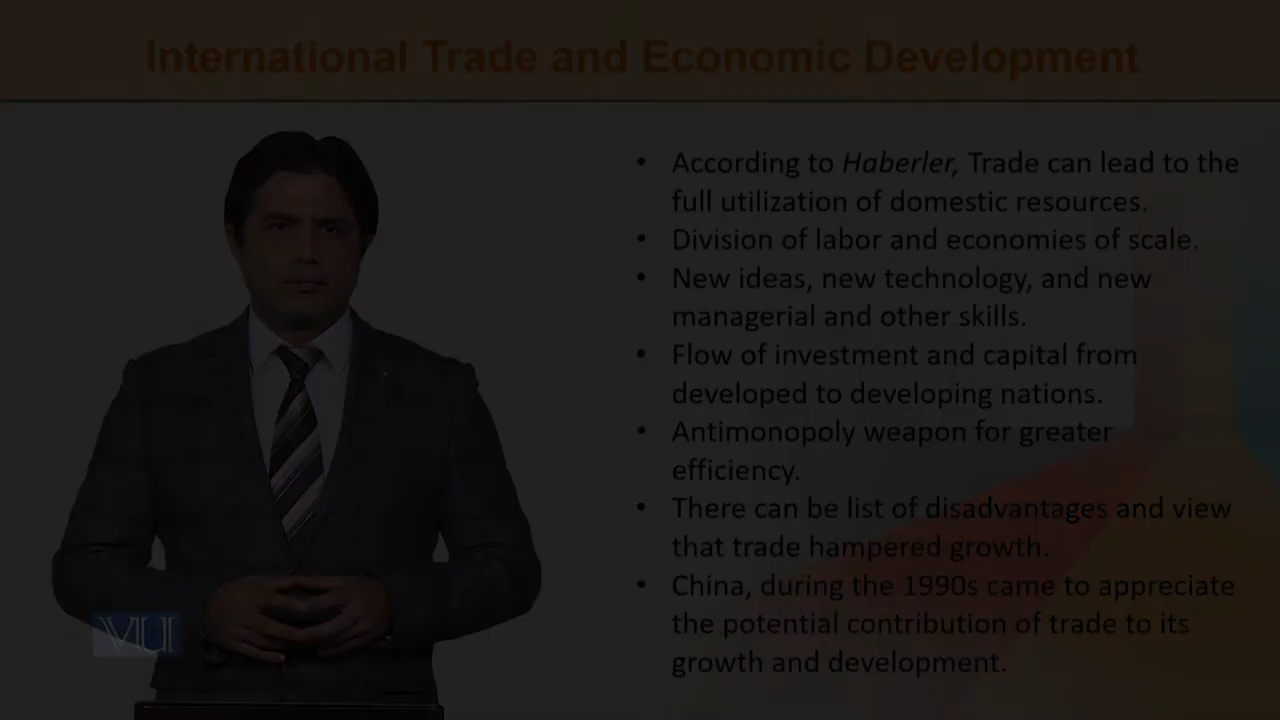 International Trade and Economic Development
• According to Haberler, Trade can lead to the
full utilization of domestic resources.
• Division of labor and economies of scale.
• New ideas, new technology, and new
managerial and other skills.
• Flow of investment and capital from
developed to developing nations.
• Antimonopoly weapon for greater
efficiency.
• There can be list of disadvantages and view
that trade hampered growth.
• China, during the 1990s came to appreciate
the potential contribution of trade to its
growth and development.
VU